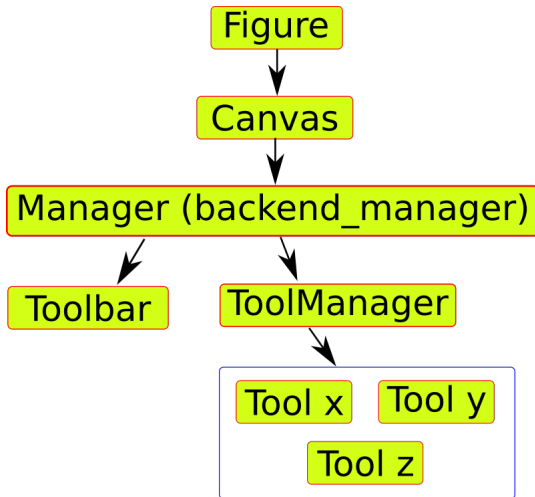 Figure
Canvas
Manager (backend_manager)
Toolbar
ToolManager
Tool x
Tool y
Tool z